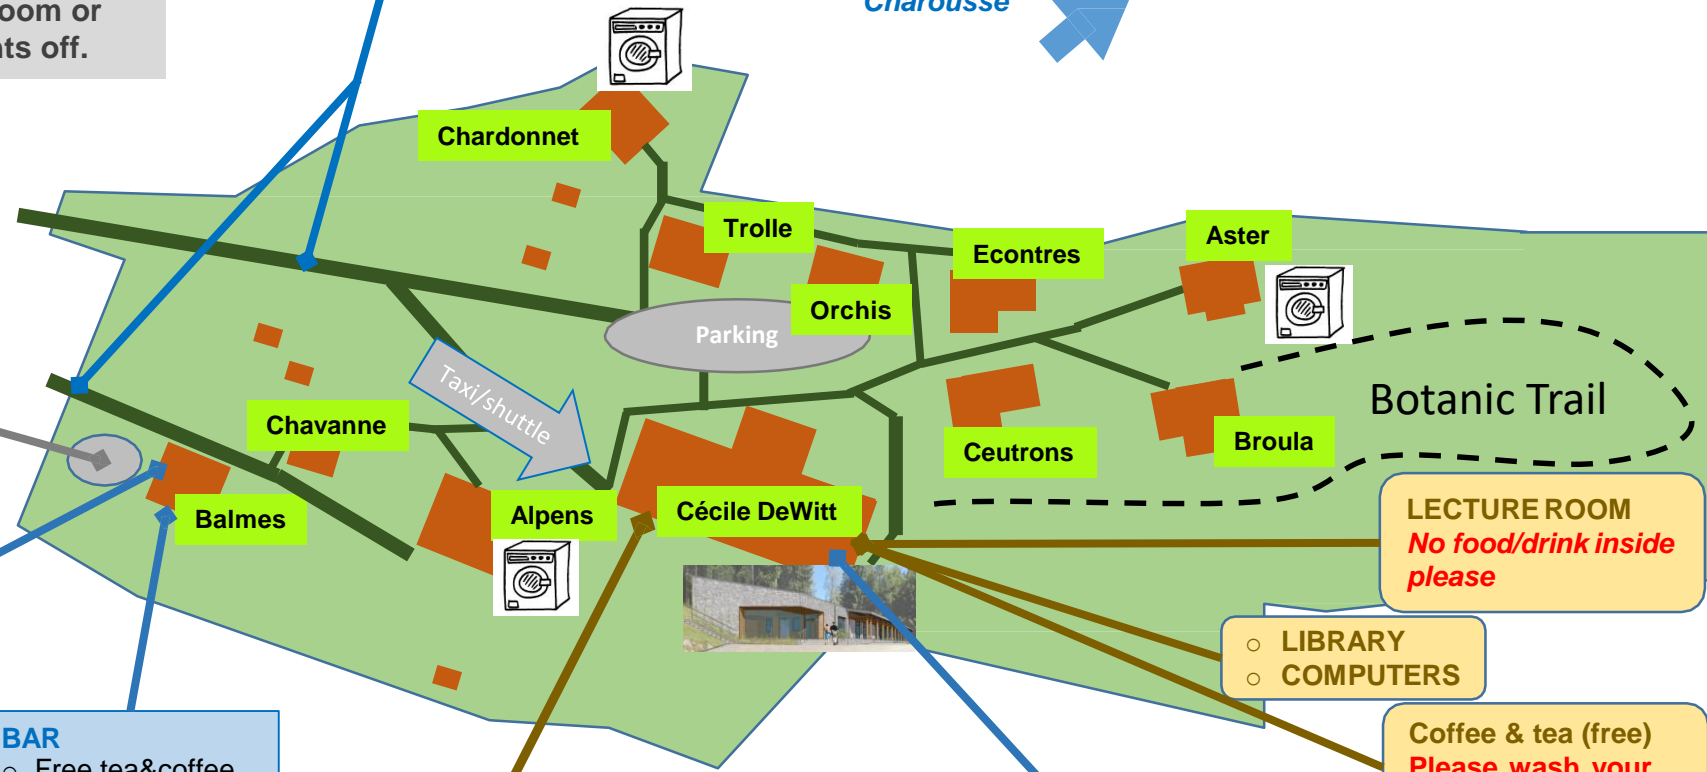 oom or
nts off.
Charousse
Chardonnet
Trolle
Aster
Econtres
Orchis
Parking
Taxi/shuttle
Chavanne
Botanic Trail
Ceutrons
Broula
Balmes
Alpens
Cécile DeWitt
LECTURE ROOM
No food/drink inside
please
○ LIBRARY
○ COMPUTERS
BAR
○ Free tea&coffee
Coffee & tea (free)
Please wash your